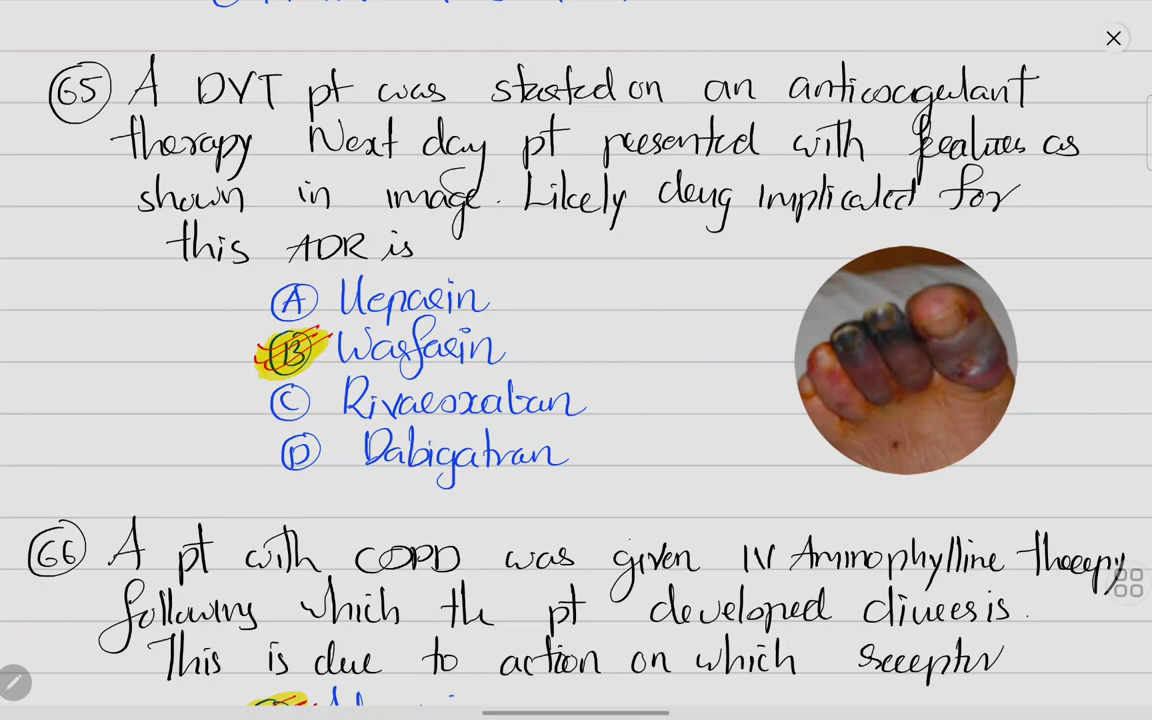 65 A DVT pt was started on an anticoagulant
therapy Next day pt presented with features as
shown in image. Likely drug implicated for
this ADR is
A Heparin
B Warfarin
C Rivaroxaban
D Dabigatran
66 A pt with COPD was given IV Aminophylline therapy
following which the pt developed diuresis.
This is due to action on which receptor